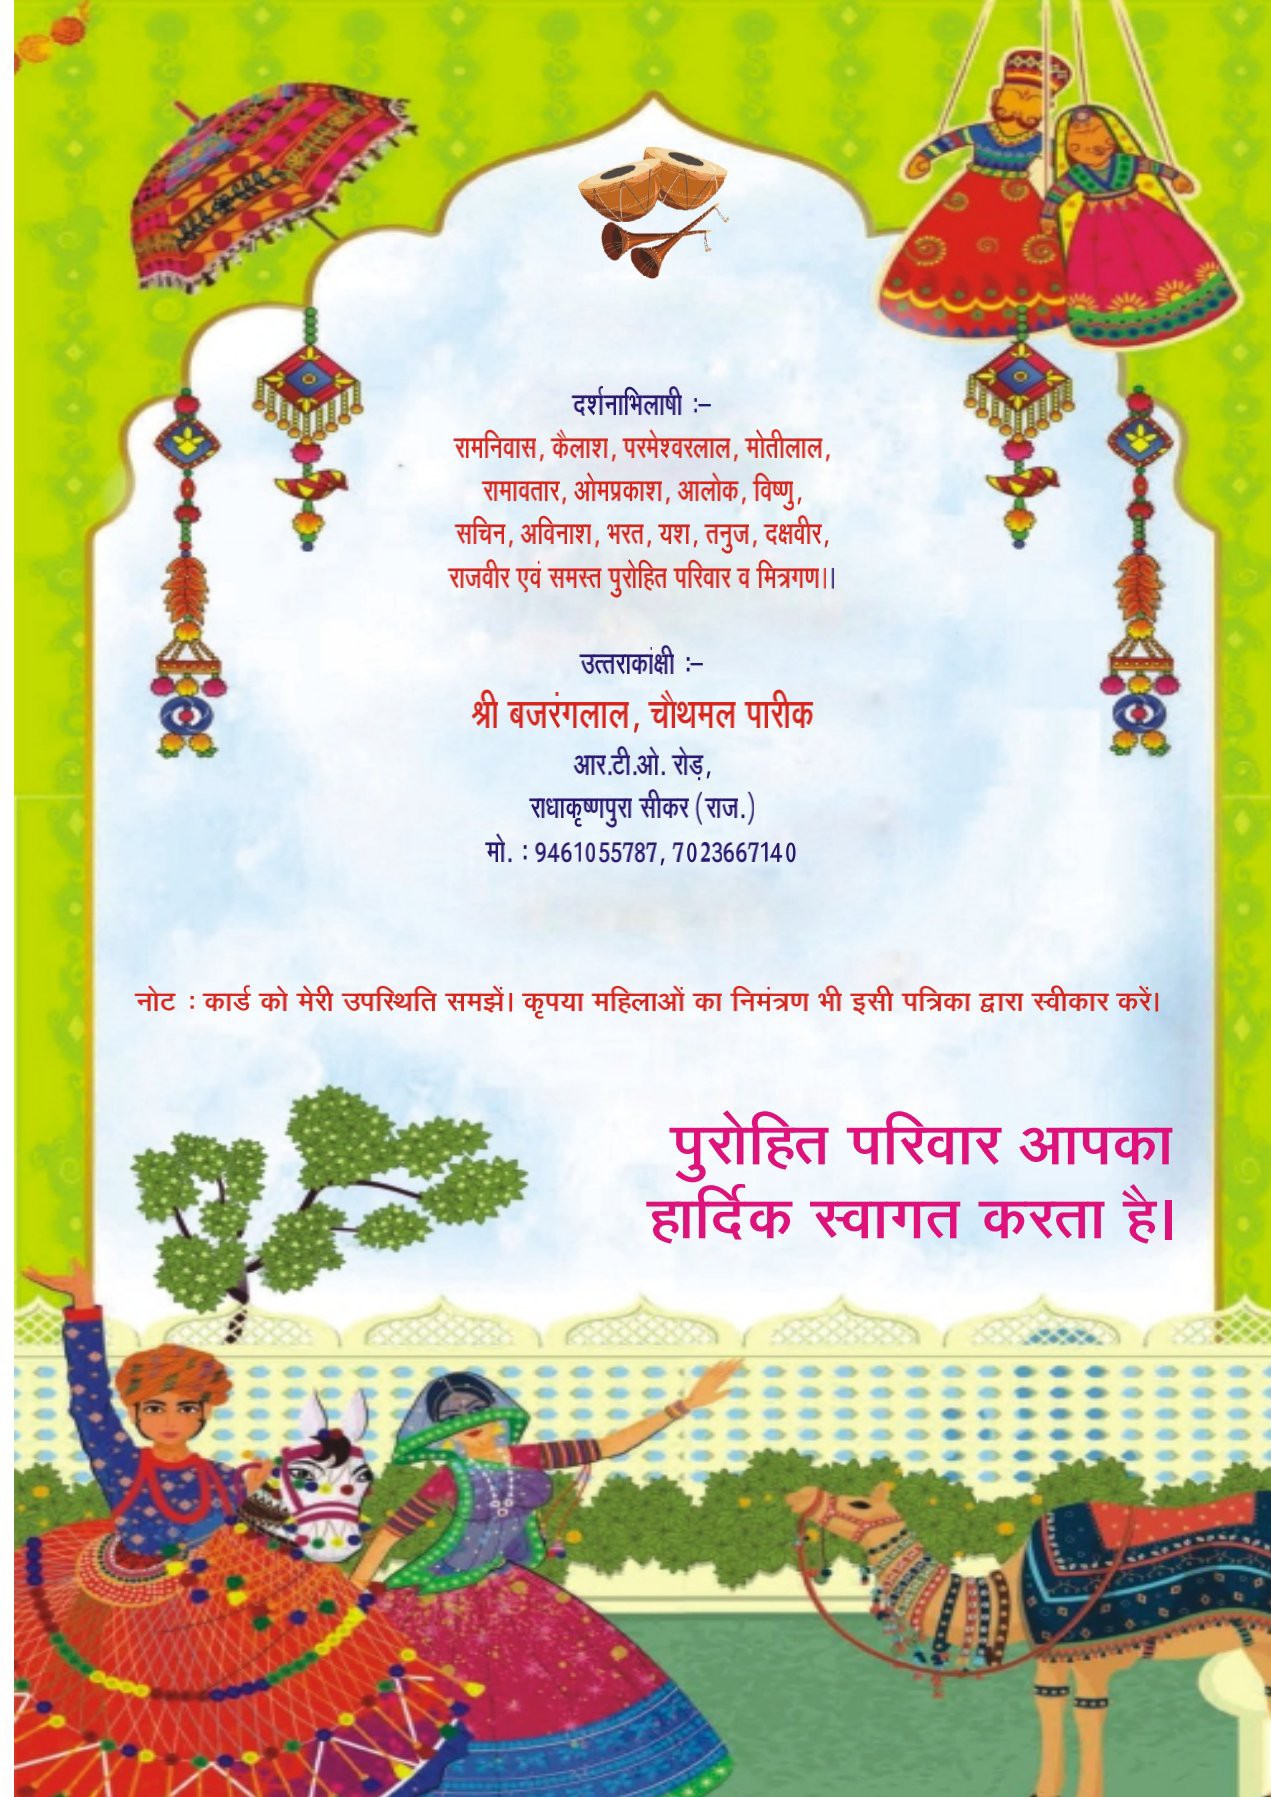 दर्शनाभिलाषी :–
रामनिवास, कैलाश, परमेश्वरलाल, मोतीलाल,
रामावतार, ओमप्रकाश, आलोक, विष्णु,
सचिन, अविनाश, भरत, यश, तनुज, दक्षवीर,
राजवीर एवं समस्त पुरोहित परिवार व मित्रगण।।
उत्तराकांक्षी :–
श्री बजरंगलाल, चौथमल पारीक
आर.टी.ओ. रोड़,
राधाकृष्णपुरा सीकर (राज.)
मो. : 9461055787, 7023667140
नोट : कार्ड को मेरी उपस्थिति समझें। कृपया महिलाओं का निमंत्रण भी इसी पत्रिका द्वारा स्वीकार करें।
पुरोहित परिवार आपका
हार्दिक स्वागत करता है।